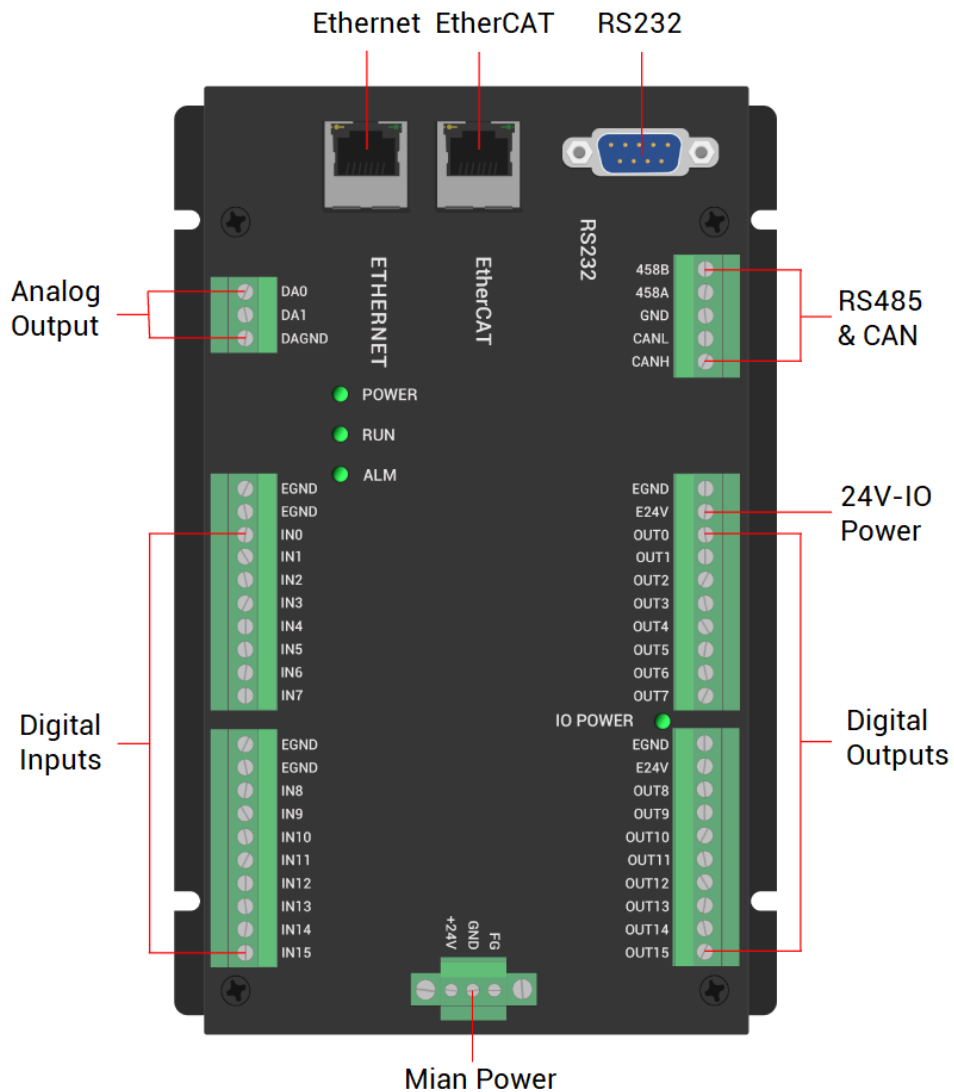 Ethernet
EtherCAT
RS232
RS232
ETHERNET
EtherCAT
Analog
Output
DA0
DA1
DAGND
458B
458A
GND
CANL
CANH
RS485
& CAN
POWER
RUN
ALM
EGND
EGND
IN0
IN1
IN2
IN3
IN4
IN5
IN6
IN7
EGND
E24V
OUT0
OUT1
OUT2
OUT3
OUT4
OUT5
OUT6
OUT7
24V-IO
Power
IO POWER
Digital
Inputs
Digital
Outputs
EGND
EGND
IN8
IN9
IN10
IN11
IN12
IN13
IN14
IN15
EGND
E24V
OUT8
OUT9
OUT10
OUT11
OUT12
OUT13
OUT14
OUT15
+24V
GND
FG
Mian Power